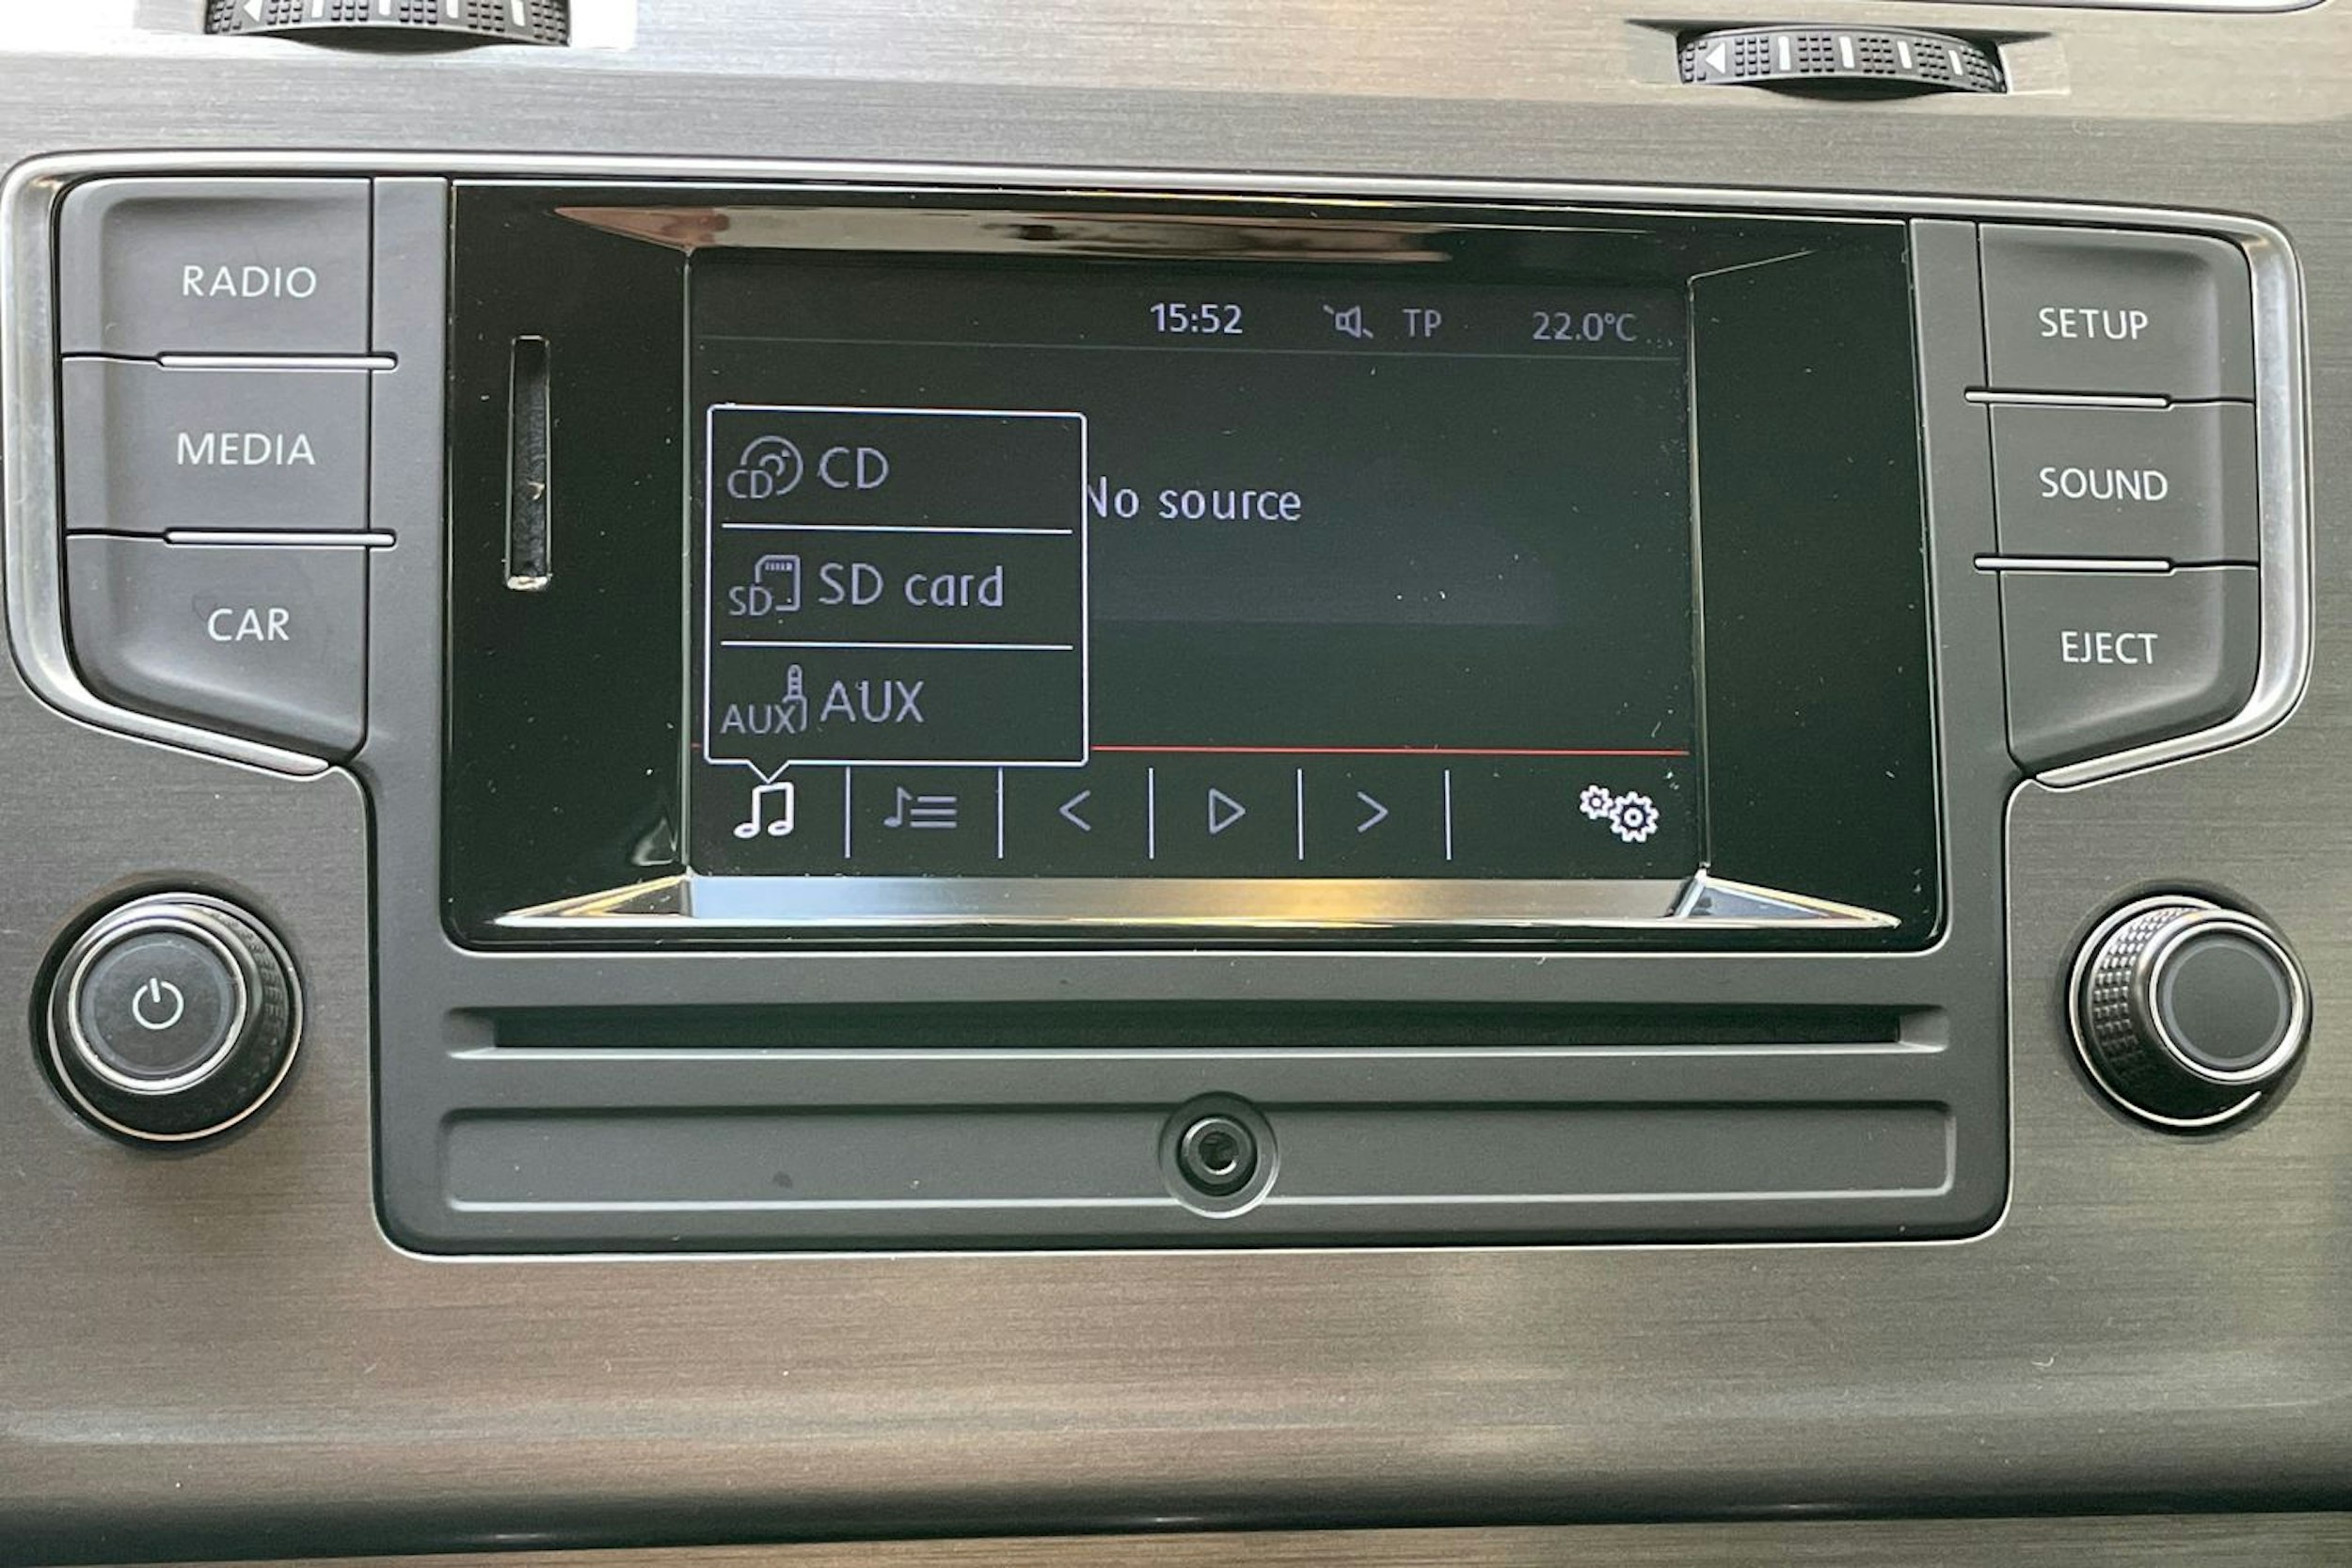 RADIO
MEDIA
CAR
15:52 TP 22.0°C
No source
CD CD
SD SD card
AUX AUX
SETUP
SOUND
EJECT